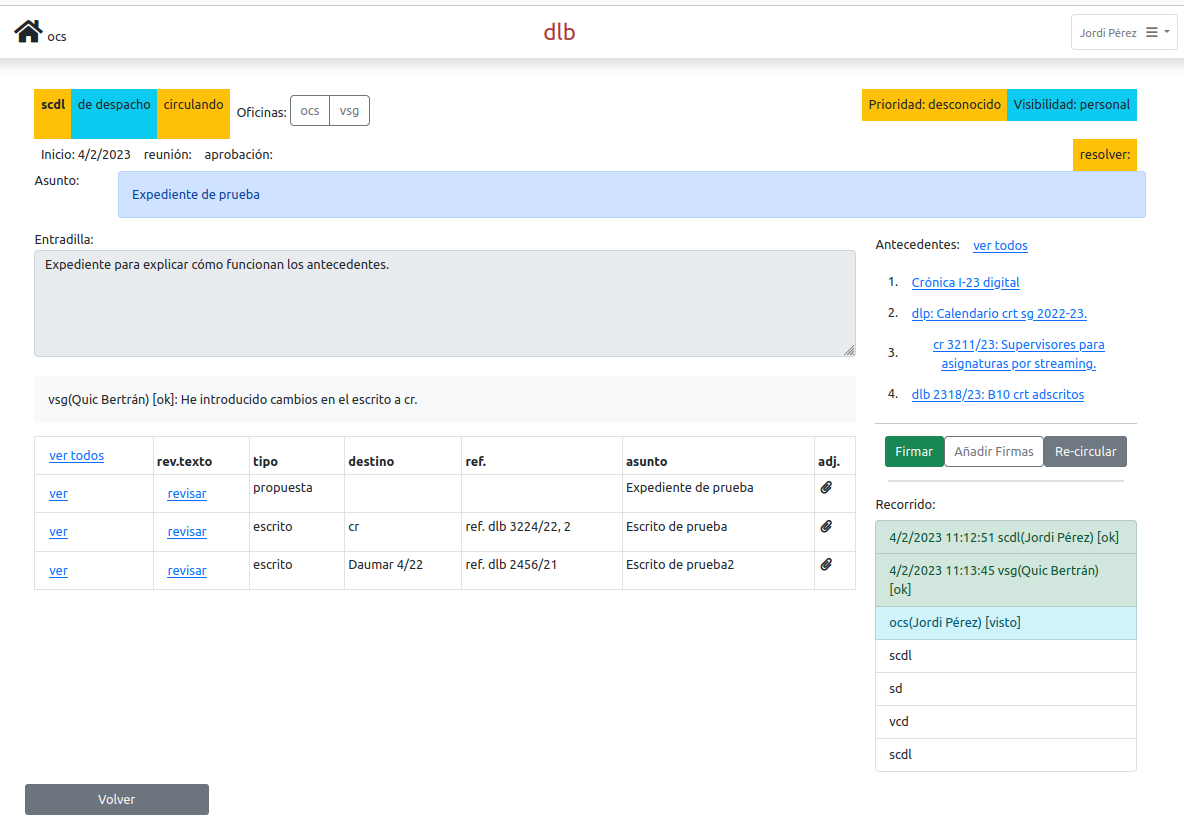 ocs
dlb
Jordi Pérez
scdl de despacho circulando Oficinas: ocs vsg
Prioridad: desconocido Visibilidad: personal
Inicio: 4/2/2023 reunión: aprobación:
resolver:
Asunto:
Expediente de prueba
Entradilla:
Expediente para explicar cómo funcionan los antecedentes.
vsg(Quic Bertrán) [ok]: He introducido cambios en el escrito a cr.
ver todos rev.texto tipo destino ref. asunto adj.
ver revisar propuesta Expediente de prueba
ver revisar escrito cr ref. dlb 3224/22, 2 Escrito de prueba
ver revisar escrito Daumar 4/22 ref. dlb 2456/21 Escrito de prueba2
Antecedentes: ver todos
1. Crónica I-23 digital
2. dlp: Calendario crt sg 2022-23.
3. cr 3211/23: Supervisores para
asignaturas por streaming.
4. dlb 2318/23: B10 crt adscritos
Firmar Añadir Firmas Re-circular
Recorrido:
4/2/2023 11:12:51 scdl(Jordi Pérez) [ok]
4/2/2023 11:13:45 vsg(Quic Bertrán)
[ok]
ocs(Jordi Pérez) [visto]
scdl
sd
vcd
scdl
Volver